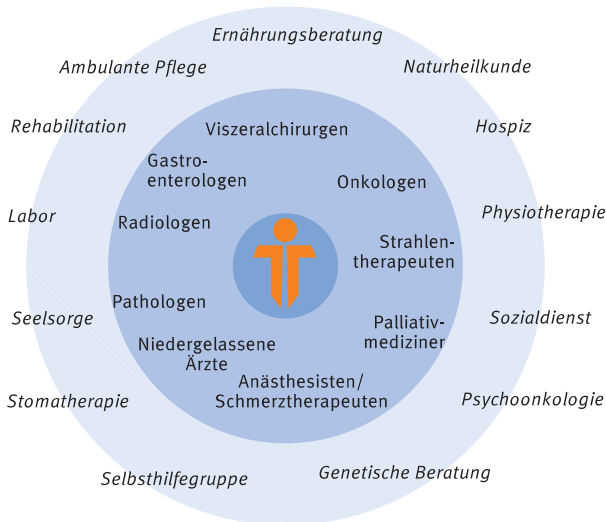 Ernährungsberatung
Ambulante Pflege
Naturheilkunde
Rehabilitation
Hospiz
Viszeralchirurgen
Gastro-
enterologen
Onkologen
Labor
Radiologen
Physiotherapie
Strahlen-
therapeuten
Pathologen
Seelsorge
Palliativ-
mediziner
Sozialdienst
Niedergelassene
Ärzte
Anästhesisten/
Schmerztherapeuten
Stomatherapie
Psychoonkologie
Selbsthilfegruppe
Genetische Beratung